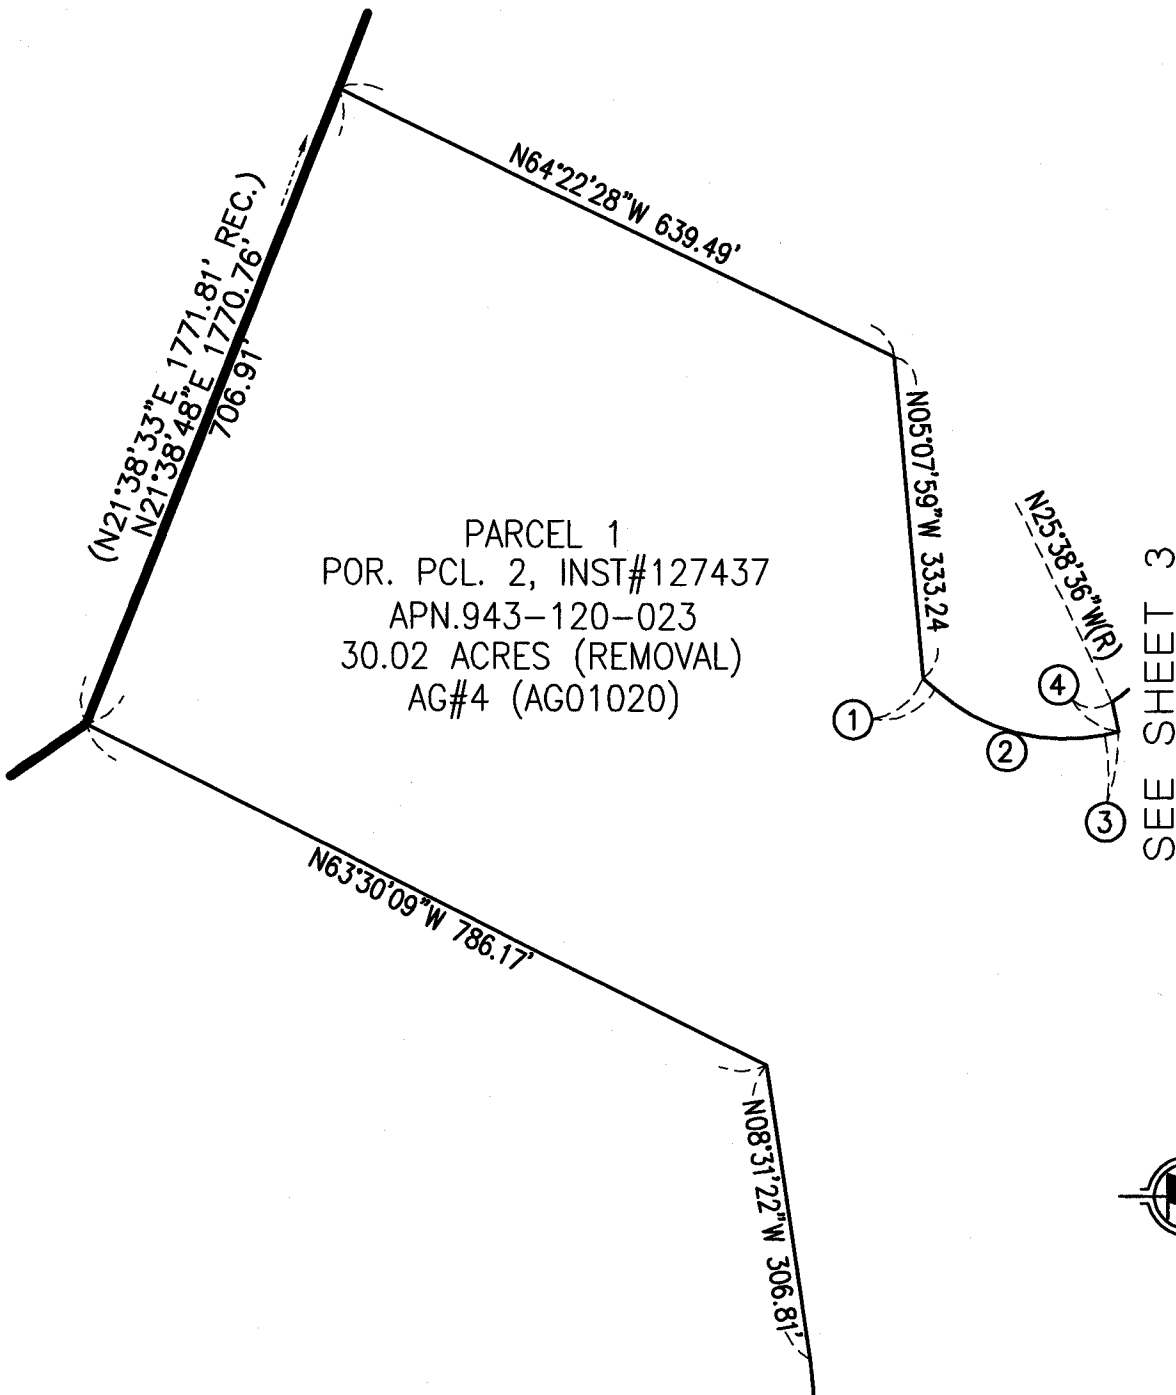 N64°22'28"W 639.49'
(N21°38'33"E 1771.81' REC.)
N21°38'48"E 1770.76'
706.91'
N05°07'59"W 333.24
N25°38'36"W(R)
PARCEL 1
POR. PCL. 2, INST#127437
APN.943-120-023
30.02 ACRES (REMOVAL)
AG#4 (AG01020)
4
1
2
3
SEE SHEET 3
N63°30'09"W 786.17'
N08°31'22"W 306.81'